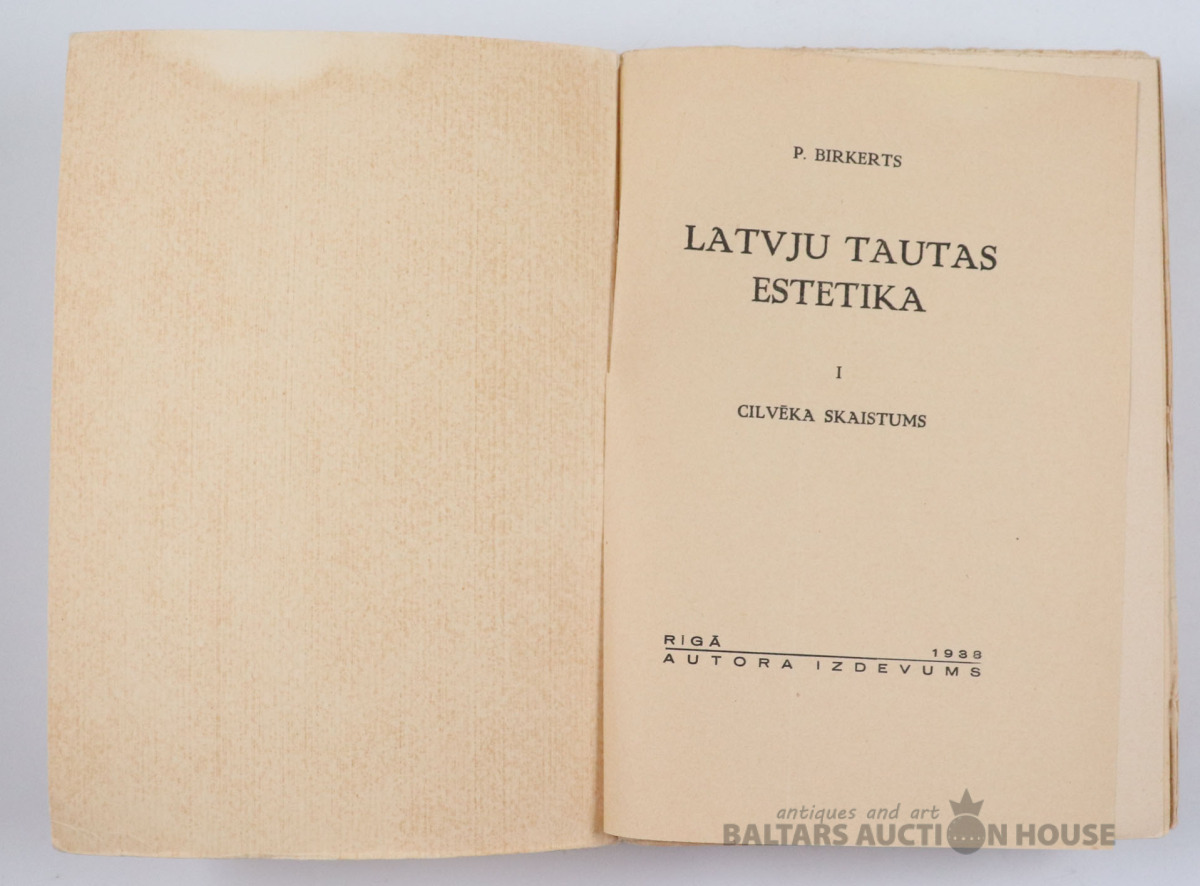 P. BIRKERTS
LATVJU TAUTAS
ESTETIKA
I
CILVĒKA SKAISTUMS
RIGĀ 1938
AUTORA IZDEVUMS
antiques and art
BALTARS AUCTION HOUSE